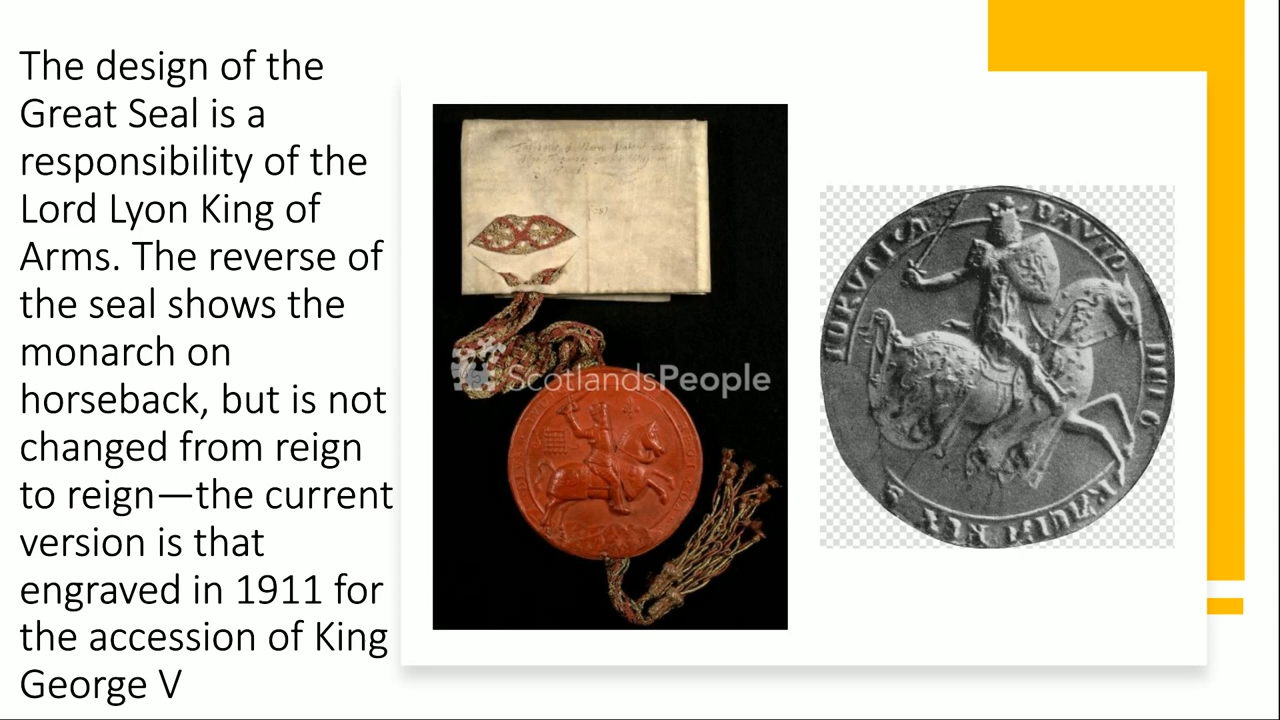 The design of the
Great Seal is a
responsibility of the
Lord Lyon King of
Arms. The reverse of
the seal shows the
monarch on
horseback, but is not
changed from reign
to reign—the current
version is that
engraved in 1911 for
the accession of King
George V
ScotlandsPeople
DAVID